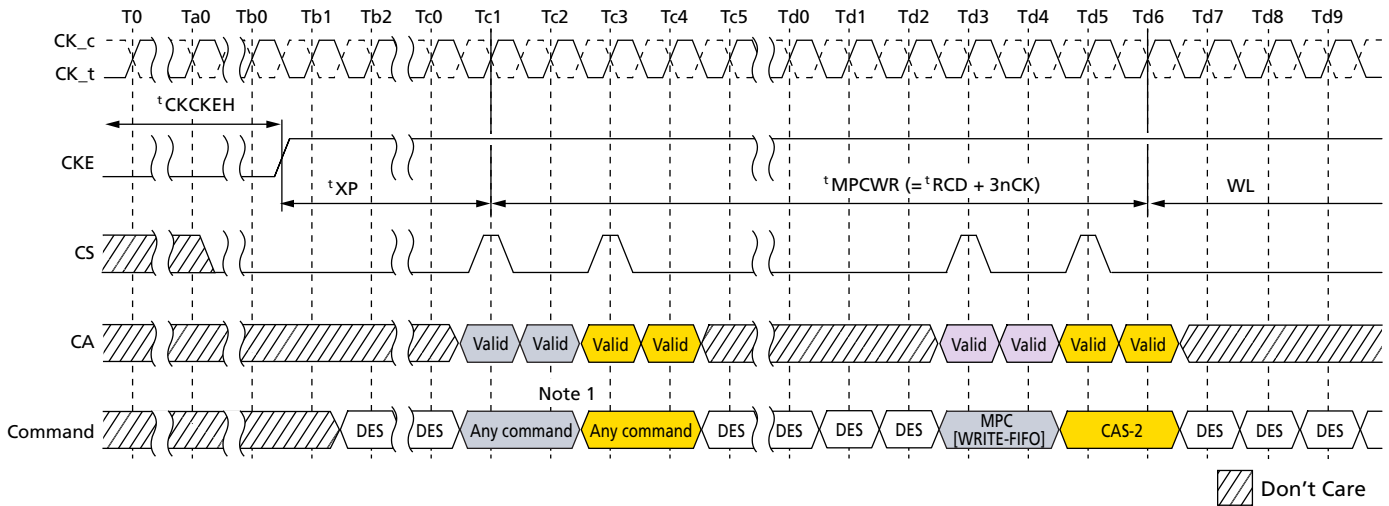 T0 Ta0 Tb0 Tb1 Tb2 Tc0 Tc1 Tc2 Tc3 Tc4 Tc5 Td0 Td1 Td2 Td3 Td4 Td5 Td6 Td7 Td8 Td9
CK_c
CK_t
tCKCKEH
CKE
tXP tMPCWR (= tRCD + 3nCK) WL
CS
CA Valid Valid Valid Valid Valid Valid Valid Valid
Note 1
Command DES DES Any command Any command DES DES DES DES MPC [WRITE-FIFO] CAS-2 DES DES DES
Don't Care